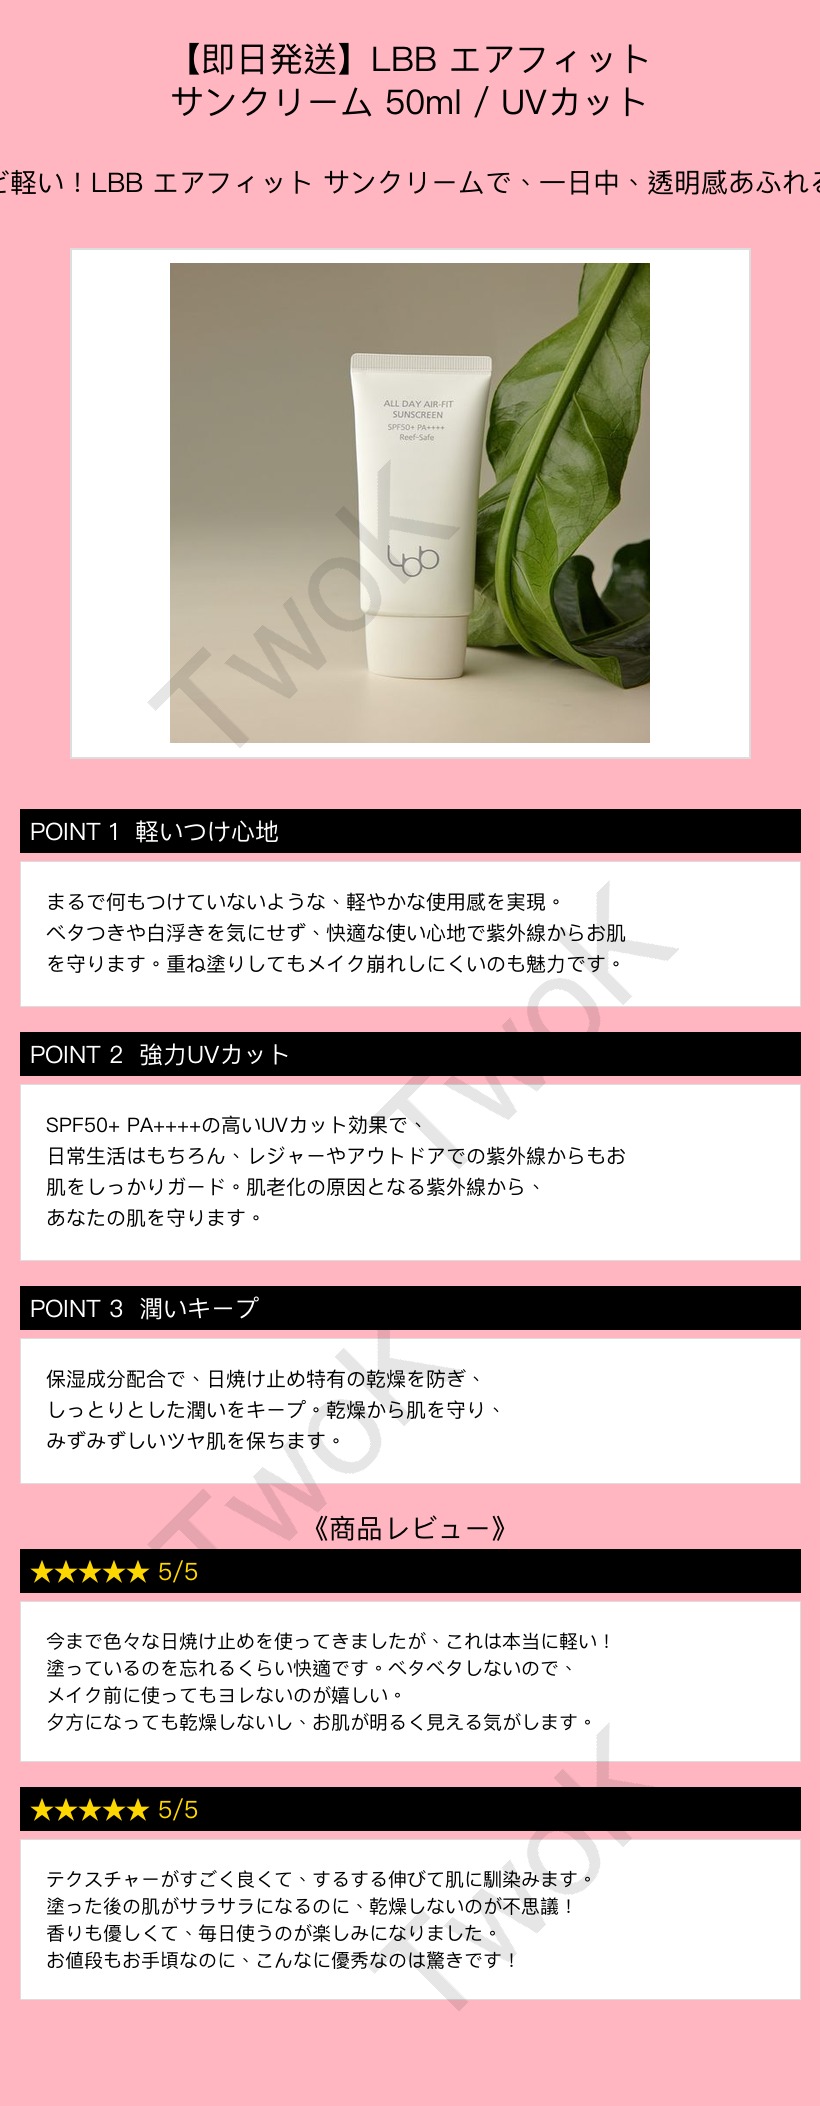 【即日発送】LBB エアフィット
サンクリーム 50ml / UVカット
ど軽い！LBB エアフィット サンクリームで、一日中、透明感あふれる
ALL DAY AIR-FIT
SUNSCREEN
SPF50+ PA++++
Reef-Safe
lbb
TwoK
POINT 1 軽いつけ心地
まるで何もつけていないような、軽やかな使用感を実現。
ベタつきや白浮きを気にせず、快適な使い心地で紫外線からお肌
を守ります。重ね塗りしてもメイク崩れしにくいのも魅力です。
TwoK
POINT 2 強力UVカット
SPF50+ PA++++の高いUVカット効果で、
日常生活はもちろん、レジャーやアウトドアでの紫外線からもお
肌をしっかりガード。肌老化の原因となる紫外線から、
あなたの肌を守ります。
POINT 3 潤いキープ
保湿成分配合で、日焼け止め特有の乾燥を防ぎ、
しっとりとした潤いをキープ。乾燥から肌を守り、
みずみずしいツヤ肌を保ちます。
TwoK
《商品レビュー》
★★★★★ 5/5
今まで色々な日焼け止めを使ってきましたが、これは本当に軽い！
塗っているのを忘れるくらい快適です。ベタベタしないので、
メイク前に使ってもヨレないのが嬉しい。
夕方になっても乾燥しないし、お肌が明るく見える気がします。
★★★★★ 5/5
テクスチャーがすごく良くて、するする伸びて肌に馴染みます。
塗った後の肌がサラサラになるのに、乾燥しないのが不思議！
香りも優しくて、毎日使うのが楽しみになりました。
お値段もお手頃なのに、こんなに優秀なのは驚きです！
TwoK